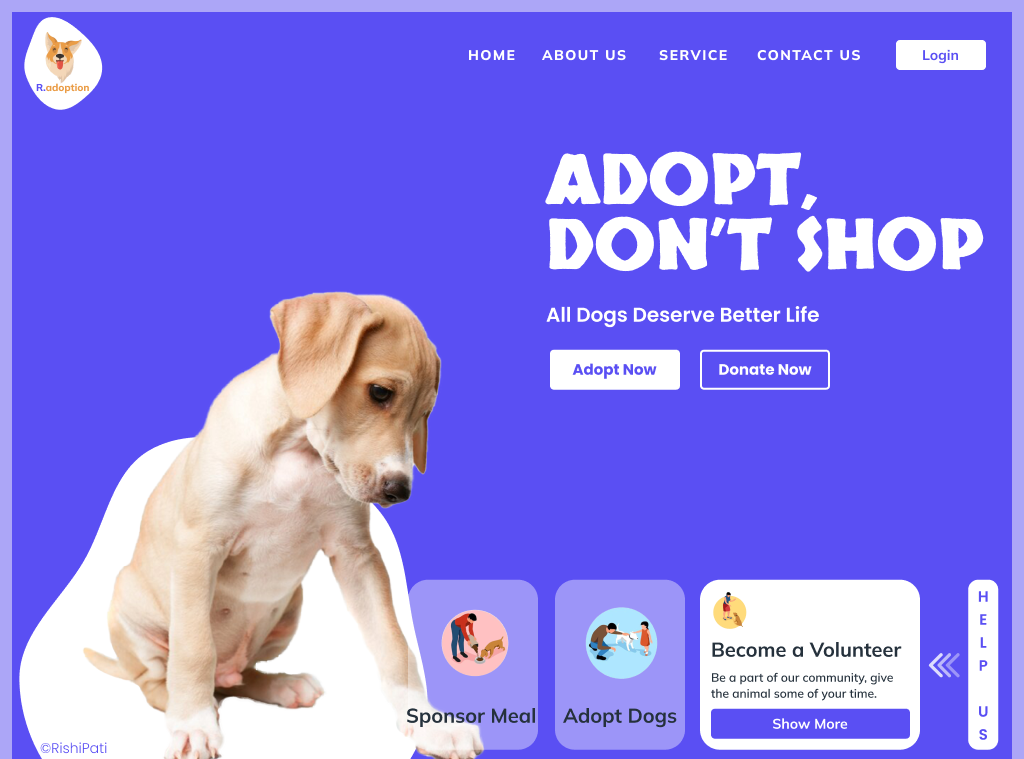 R.adoption
HOME
ABOUT US
SERVICE
CONTACT US
Login
ADOPT,
DON'T SHOP
All Dogs Deserve Better Life
Adopt Now
Donate Now
Sponsor Meal
Adopt Dogs
Become a Volunteer
Be a part of our community, give
the animal some of your time.
Show More
HELP US
©RishiPati